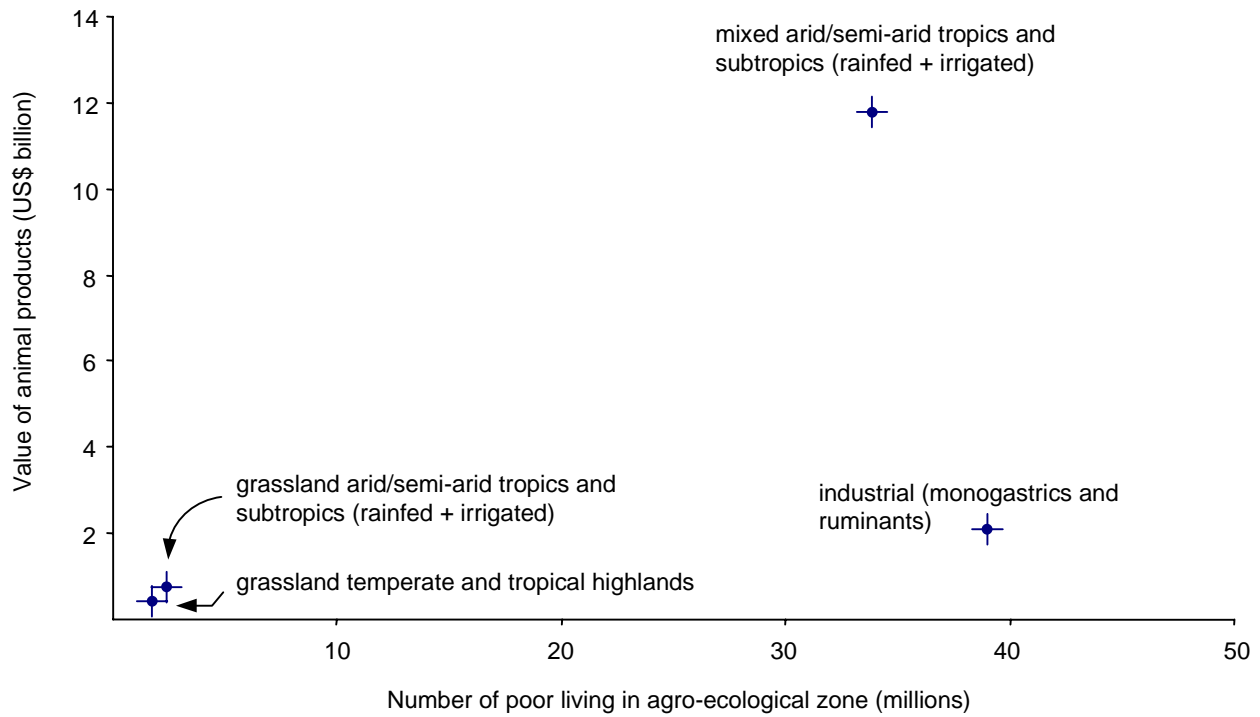 14
12
10
8
6
4
2
Value of animal products (US$ billion)
mixed arid/semi-arid tropics and
subtropics (rainfed + irrigated)
grassland arid/semi-arid tropics and
subtropics (rainfed + irrigated)
industrial (monogastrics and
ruminants)
grassland temperate and tropical highlands
10
20
30
40
50
Number of poor living in agro-ecological zone (millions)